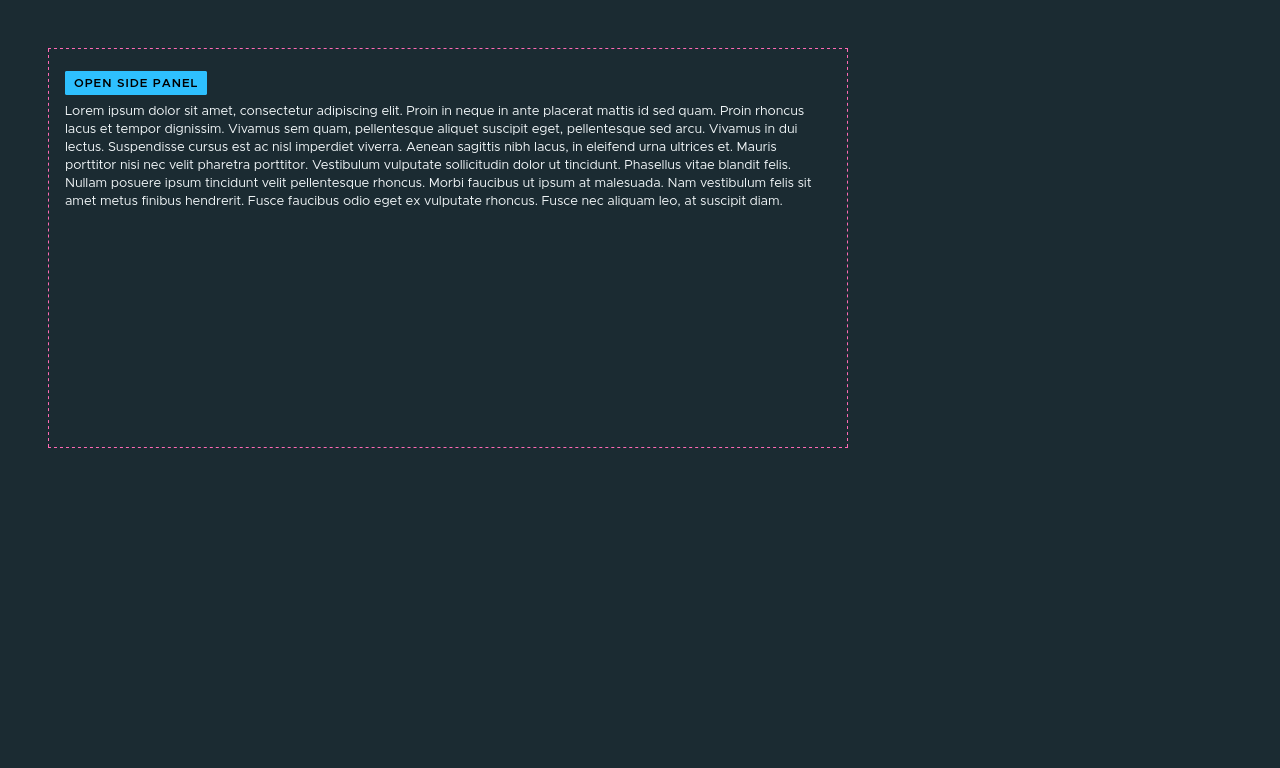 OPEN SIDE PANEL
Lorem ipsum dolor sit amet, consectetur adipiscing elit. Proin in neque in ante placerat mattis id sed quam. Proin rhoncus
lacus et tempor dignissim. Vivamus sem quam, pellentesque aliquet suscipit eget, pellentesque sed arcu. Vivamus in dui
lectus. Suspendisse cursus est ac nisl imperdiet viverra. Aenean sagittis nibh lacus, in eleifend urna ultrices et. Mauris
porttitor nisi nec velit pharetra porttitor. Vestibulum vulputate sollicitudin dolor ut tincidunt. Phasellus vitae blandit felis.
Nullam posuere ipsum tincidunt velit pellentesque rhoncus. Morbi faucibus ut ipsum at malesuada. Nam vestibulum felis sit
amet metus finibus hendrerit. Fusce faucibus odio eget ex vulputate rhoncus. Fusce nec aliquam leo, at suscipit diam.